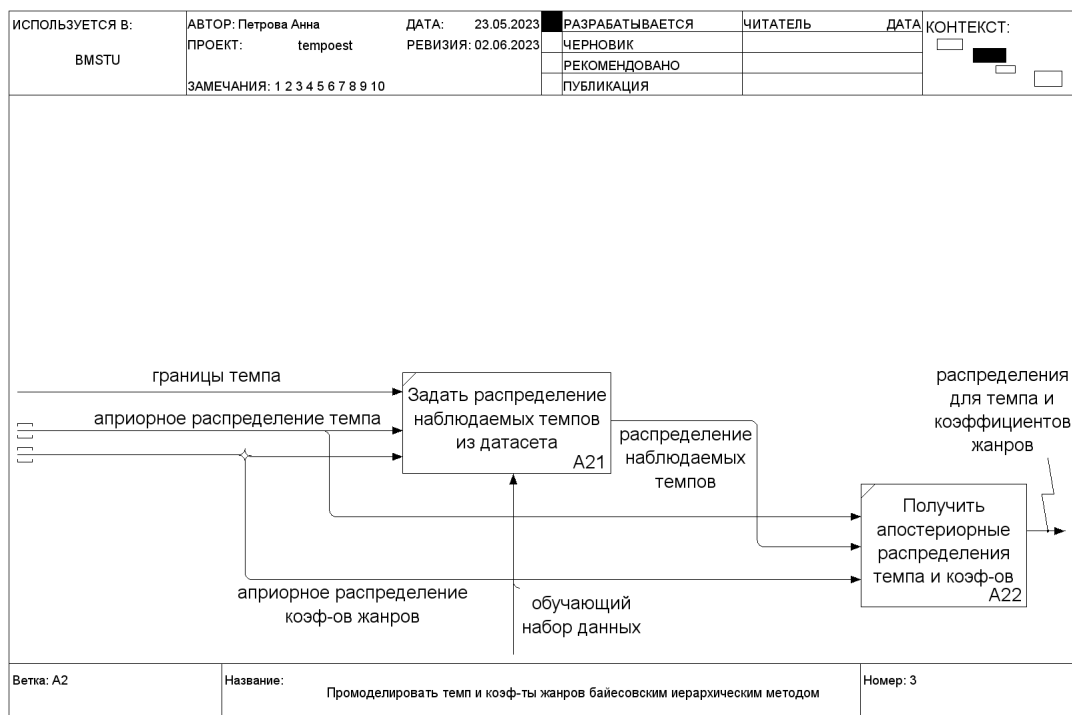 ИСПОЛЬЗУЕТСЯ В:
BMSTU
АВТОР: Петрова Анна
ДАТА: 23.05.2023
ПРОЕКТ: tempoest
РЕВИЗИЯ: 02.06.2023
ЗАМЕЧАНИЯ: 1 2 3 4 5 6 7 8 9 10
РАЗРАБАТЫВАЕТСЯ
ЧЕРНОВИК
РЕКОМЕНДОВАНО
ПУБЛИКАЦИЯ
ЧИТАТЕЛЬ
ДАТА
КОНТЕКСТ:
границы темпа
априорное распределение темпа
Задать распределение
наблюдаемых темпов
из датасета
A21
распределение
наблюдаемых
темпов
распределения
для темпа и
коэффициентов
жанров
Получить
апостериорные
распределения
темпа и коэф-ов
A22
априорное распределение
коэф-ов жанров
обучающий
набор данных
Ветка: A2
Название:
Промоделировать темп и коэф-ты жанров байесовским иерархическим методом
Номер: 3